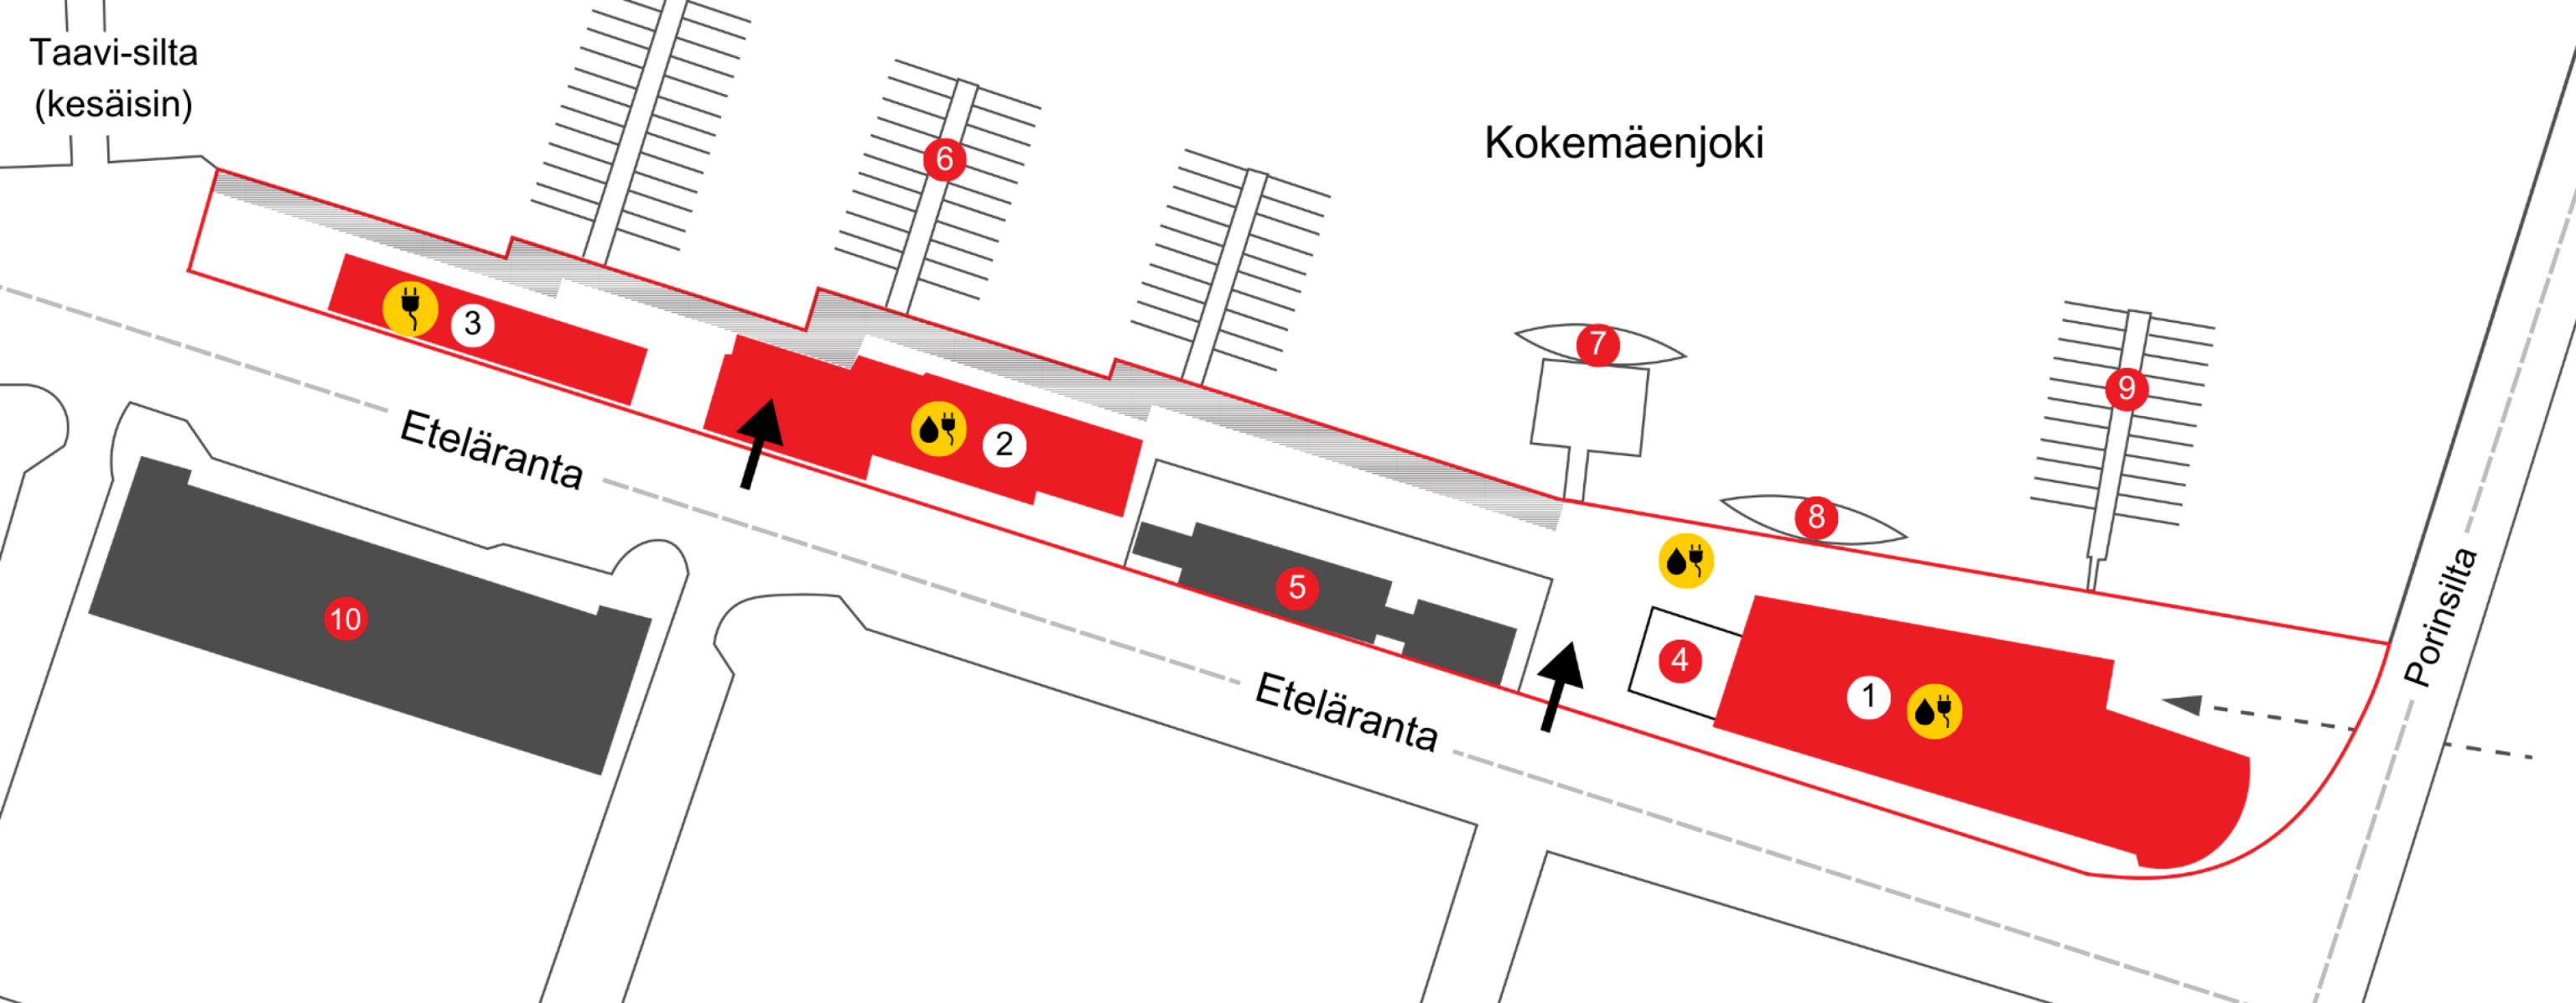 Taavi-silta
(kesäisin)
Kokemäenjoki
6
7
3
9
2
Eteläranta
8
5
10
4
1
Eteläranta
Porinsilta